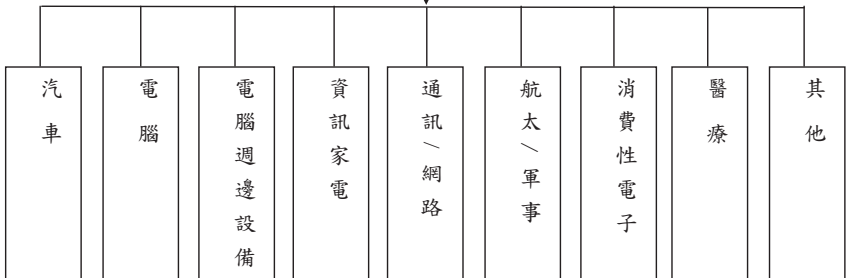 汽車
電腦
電腦週邊設備
資訊家電
通訊/網路
航太/軍事
消費性電子
醫療
其他